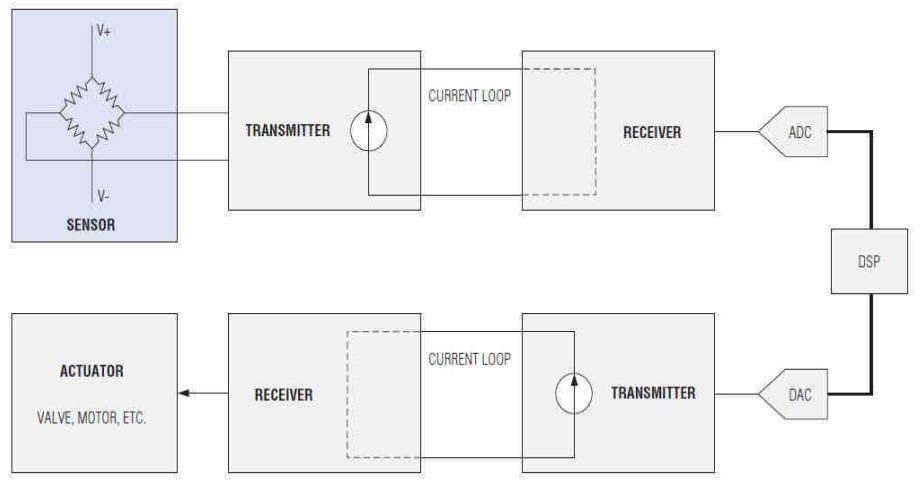 V+
V-
SENSOR
TRANSMITTER
CURRENT LOOP
RECEIVER
ADC
DSP
ACTUATOR
VALVE, MOTOR, ETC.
RECEIVER
CURRENT LOOP
TRANSMITTER
DAC